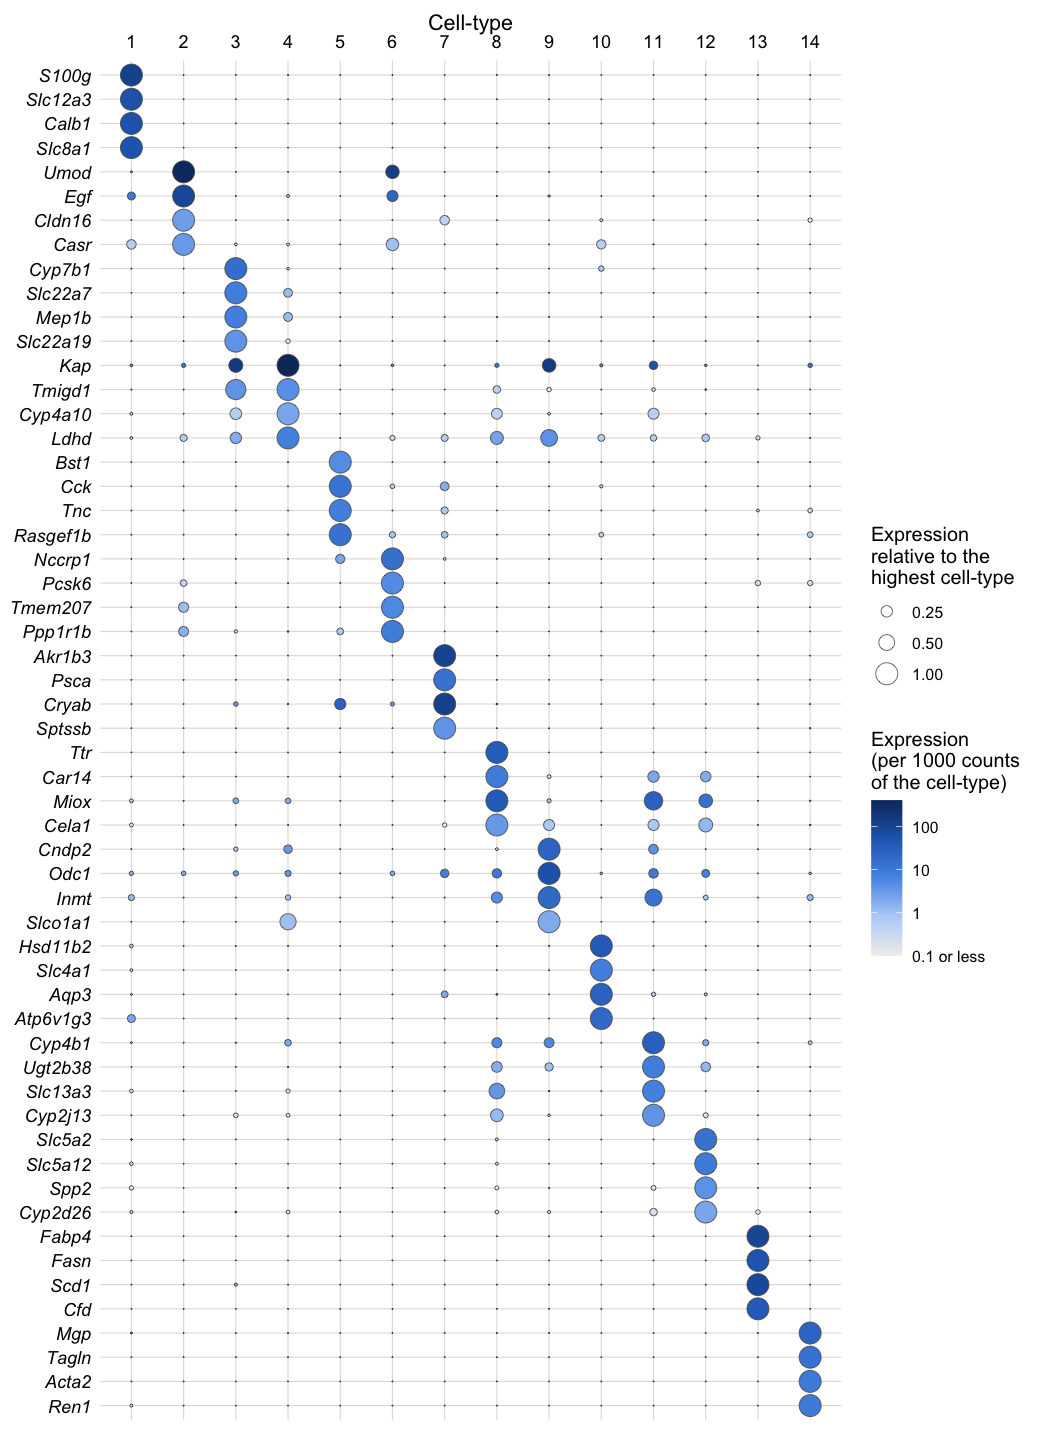 Cell-type
1 2 3 4 5 6 7 8 9 10 11 12 13 14
S100g
Slc12a3
Calb1
Slc8a1
Umod
Egf
Cldn16
Casr
Cyp7b1
Slc22a7
Mep1b
Slc22a19
Kap
Tmigd1
Cyp4a10
Ldhd
Bst1
Cck
Tnc
Rasgef1b
Nccrp1
Pcsk6
Tmem207
Ppp1r1b
Akr1b3
Psca
Cryab
Sptssb
Ttr
Car14
Miox
Cela1
Cndp2
Odc1
Inmt
Slco1a1
Hsd11b2
Slc4a1
Aqp3
Atp6v1g3
Cyp4b1
Ugt2b38
Slc13a3
Cyp2j13
Slc5a2
Slc5a12
Spp2
Cyp2d26
Fabp4
Fasn
Scd1
Cfd
Mgp
Tagln
Acta2
Ren1
Expression
relative to the
highest cell-type
0.25
0.50
1.00
Expression
(per 1000 counts
of the cell-type)
100
10
1
0.1 or less